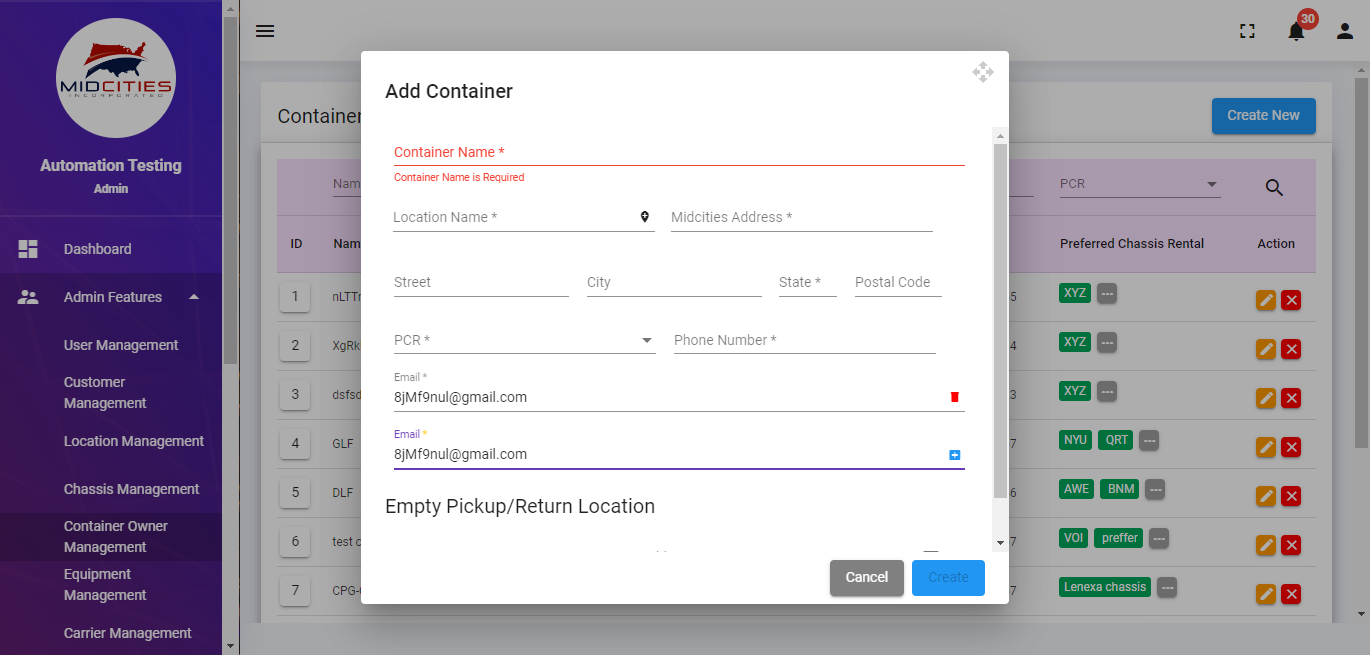 MIDCITIES
INCORPORATED
Automation Testing
Admin
Dashboard
Admin Features
User Management
Customer
Management
Location Management
Chassis Management
Container Owner
Management
Equipment
Management
Carrier Management
30
Container
Create New
Nam
PCR
ID
Nam
Preferred Chassis Rental
Action
1
nLTTr
5
XYZ
---
2
XgRk
4
XYZ
---
3
dsfsd
3
XYZ
---
4
GLF
7
NYU
QRT
---
5
DLF
6
AWE
BNM
---
6
test c
7
VOI
preffer
---
7
CPG-
7
Lenexa chassis
---
Add Container
Container Name *
Container Name is Required
Location Name *
Midcities Address *
Street
City
State *
Postal Code
PCR *
Phone Number *
Email *
8jMf9nul@gmail.com
Email *
8jMf9nul@gmail.com
Empty Pickup/Return Location
Cancel
Create